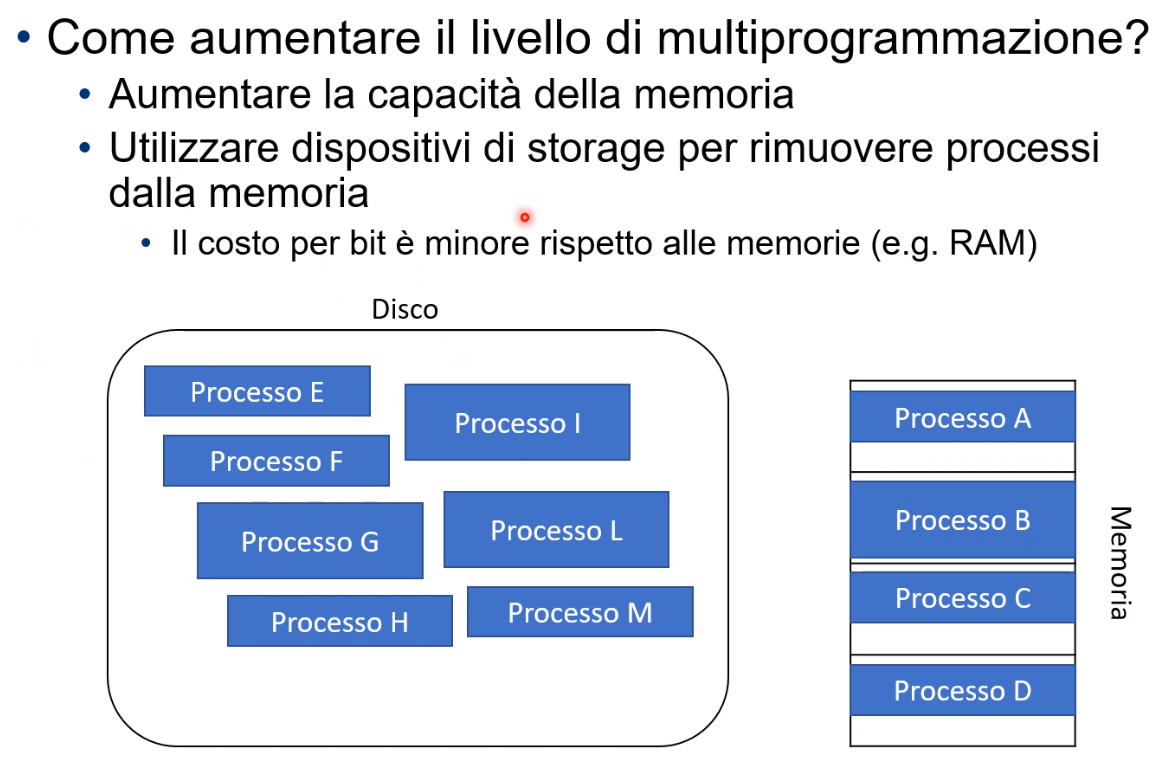 • Come aumentare il livello di multiprogrammazione?
• Aumentare la capacità della memoria
• Utilizzare dispositivi di storage per rimuovere processi
dalla memoria
• Il costo per bit è minore rispetto alle memorie (e.g. RAM)
Disco
Processo E
Processo I
Processo F
Processo G
Processo L
Processo H
Processo M
Processo A
Processo B
Processo C
Processo D
Memoria